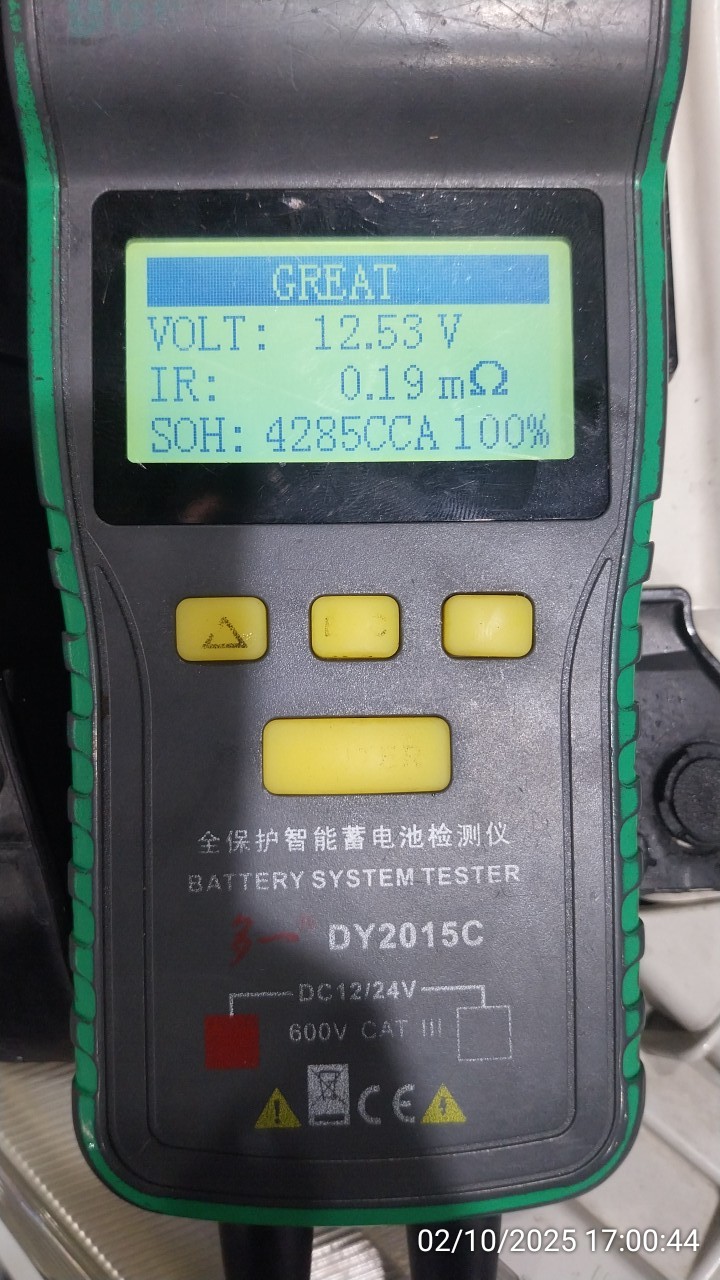 GREAT
VOLT: 12.53 V
IR: 0.19 mΩ
SOH: 4285CCA 100%
全保护智能蓄电池检测仪
BATTERY SYSTEM TESTER
多一 DY2015C
DC12/24V
600V CAT III
CE
02/10/2025 17:00:44